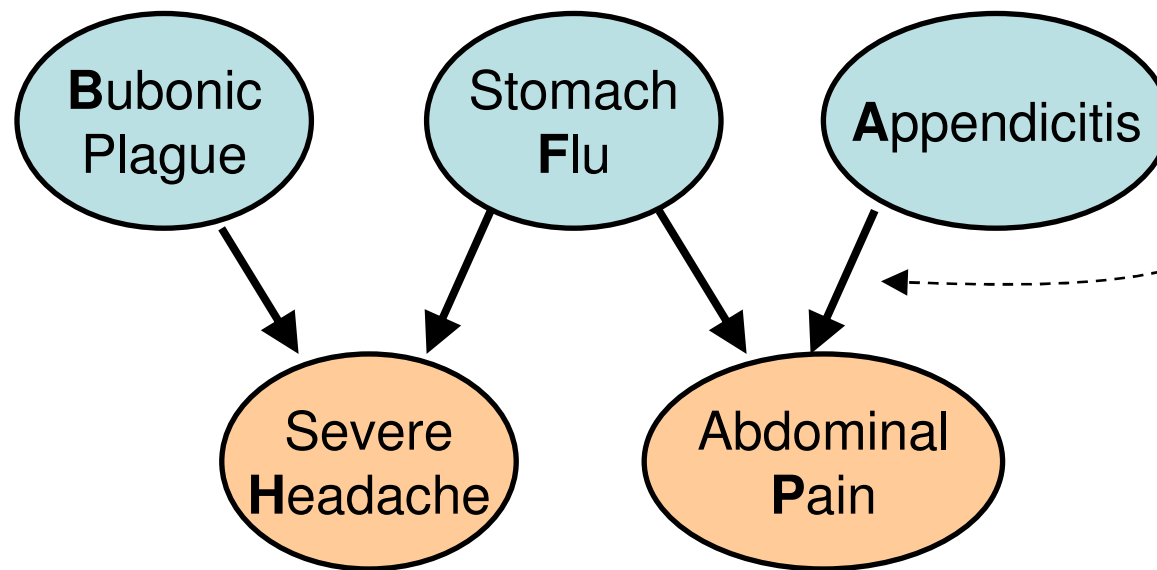 Bubonic
Plague
Stomach
Flu
Appendicitis
Severe
Headache
Abdominal
Pain